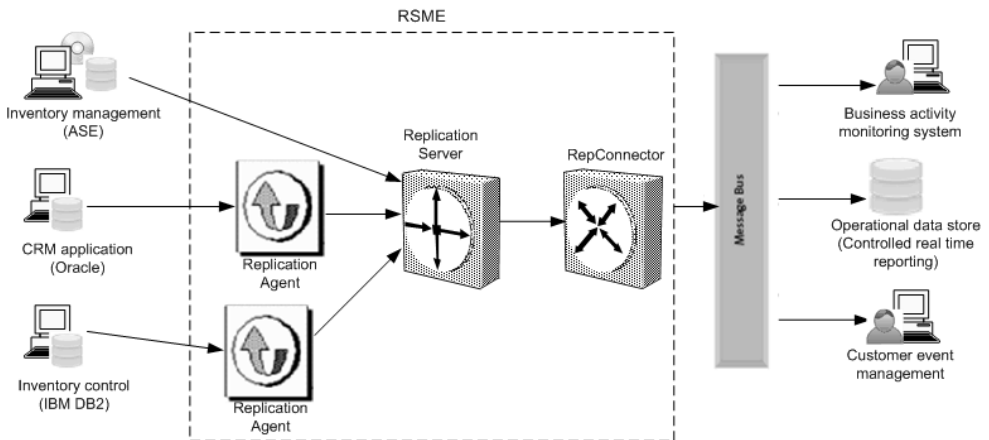 RSME
Inventory management
(ASE)
CRM application
(Oracle)
Inventory control
(IBM DB2)
Replication
Agent
Replication
Agent
Replication
Server
RepConnector
Message Bus
Business activity
monitoring system
Operational data store
(Controlled real time
reporting)
Customer event
management